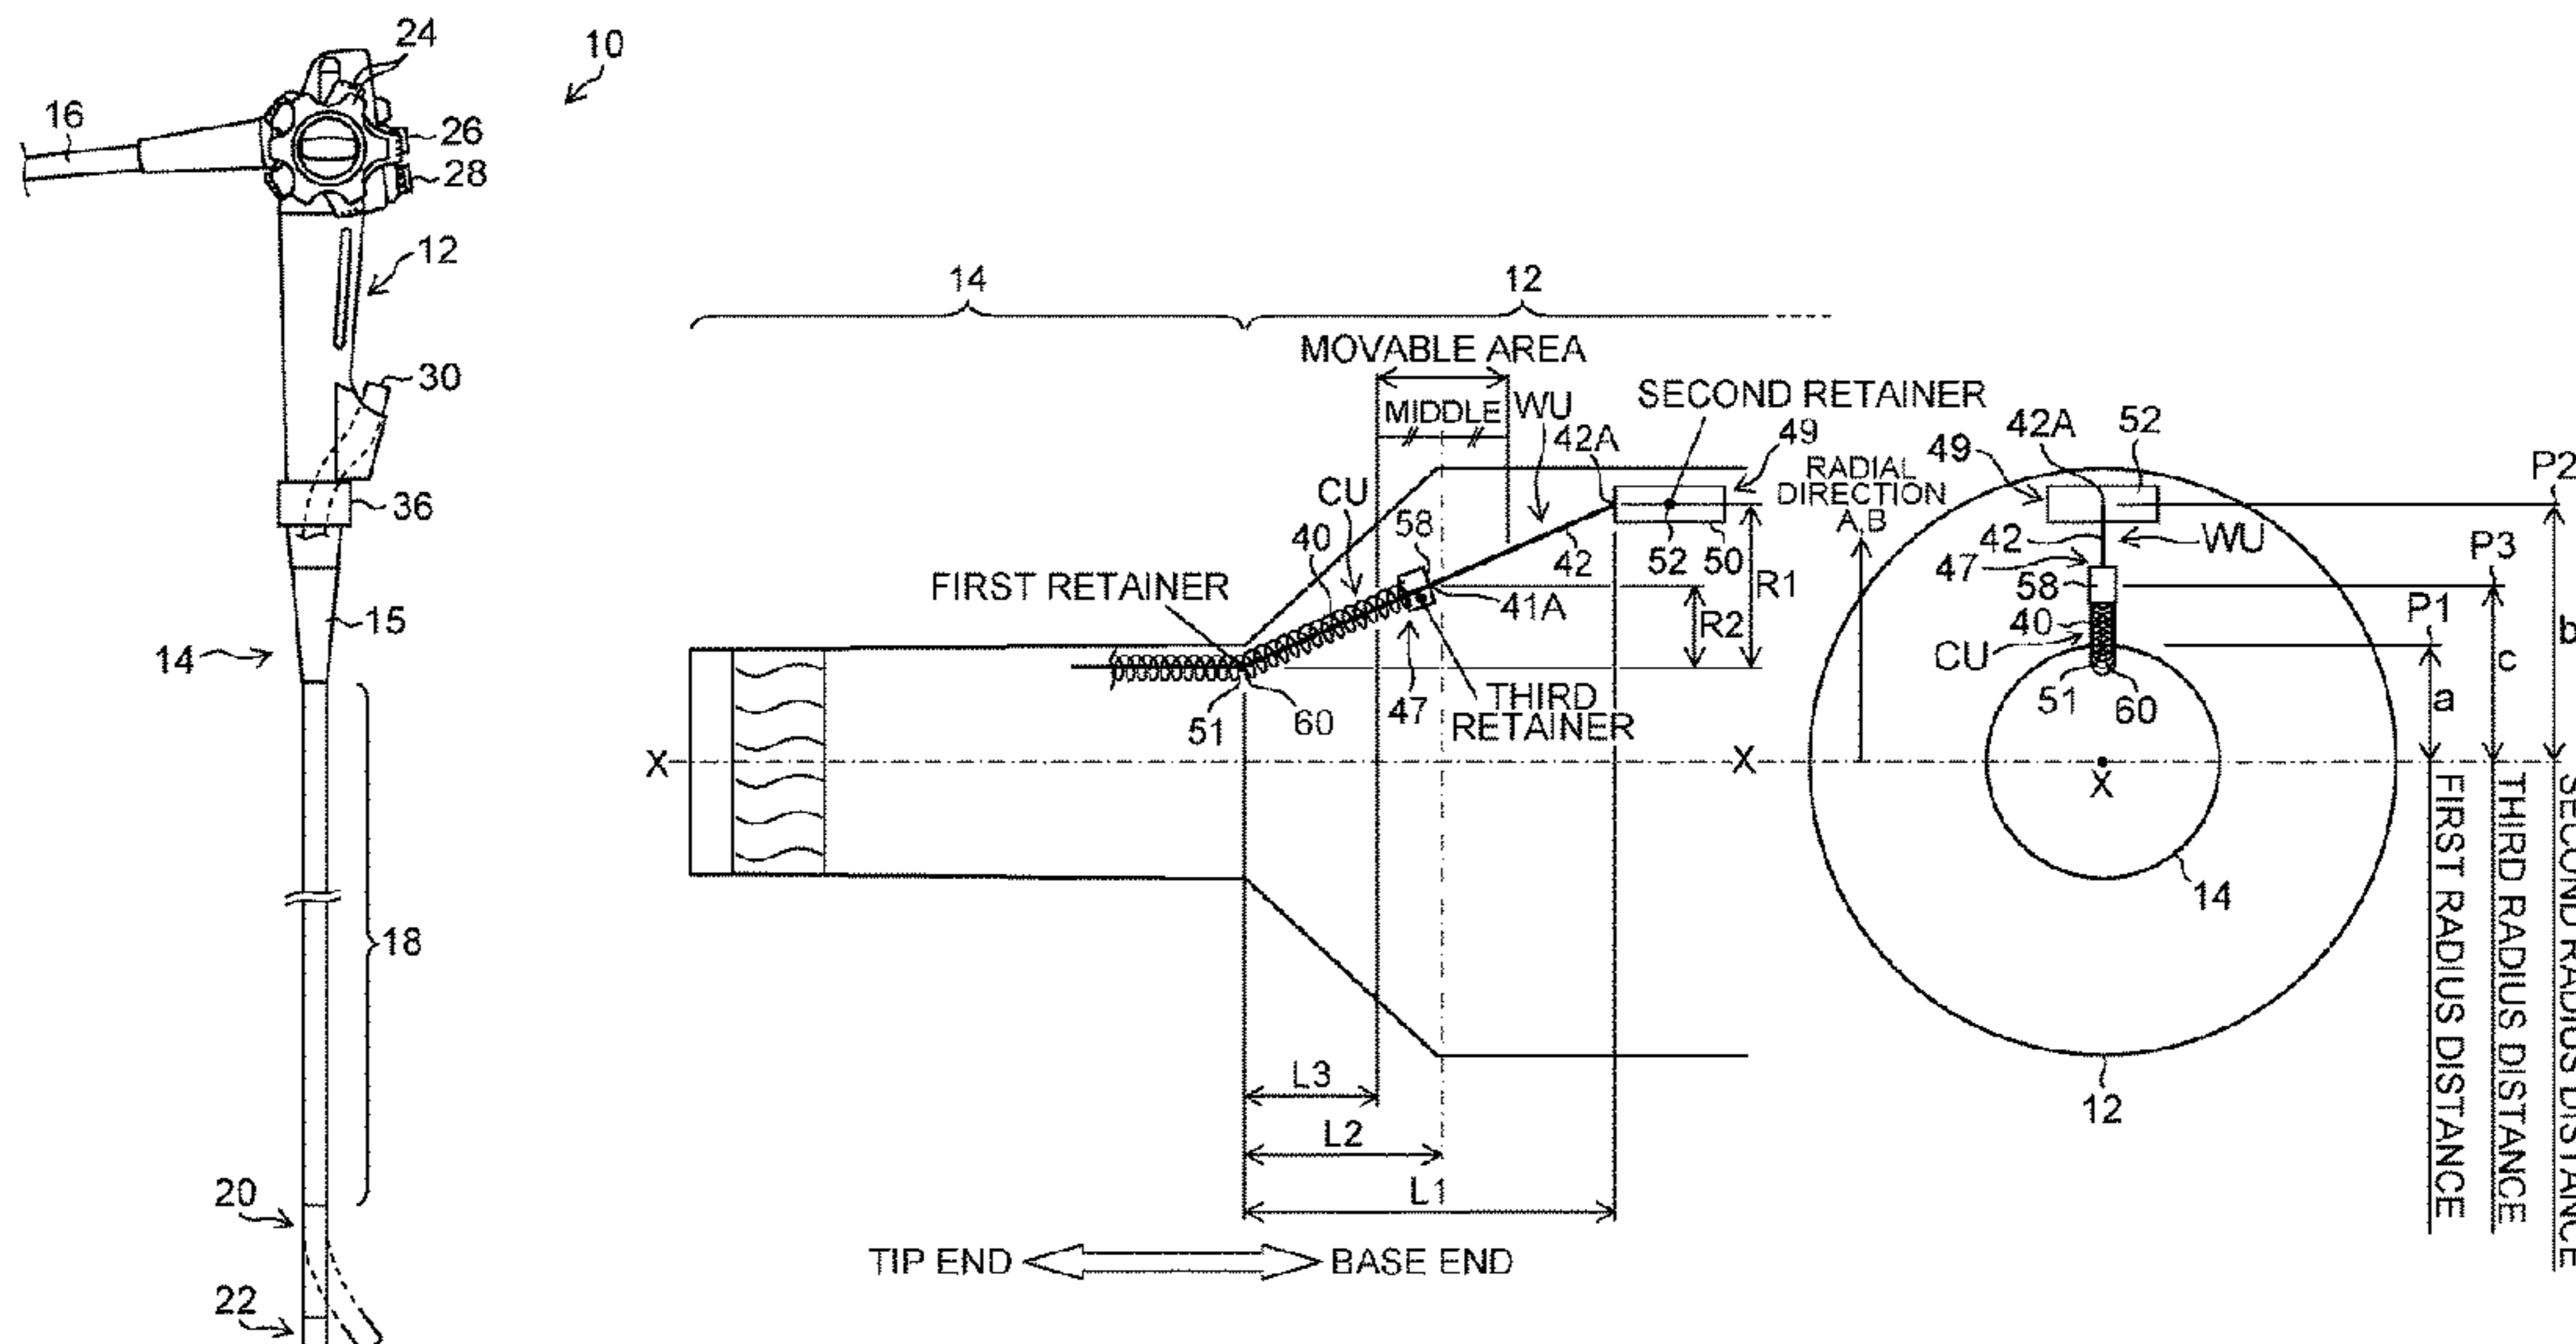 24
10
16
26
28
12
30
36
15
14
18
20
22
14
12
MOVABLE AREA
MIDDLE
WU
SECOND RETAINER
42A
49
CU
58
RADIAL
DIRECTION
A,B
40
42
52
50
R1
FIRST RETAINER
41A
R2
51
60
47
THIRD
RETAINER
X
X
L3
L2
L1
TIP END
BASE END
42A
52
49
P2
42
WU
47
P3
58
P1
40
CU
b
c
51
60
a
X
14
12
FIRST RADIUS DISTANCE
THIRD RADIUS DISTANCE
SECOND RADIUS DISTANCE